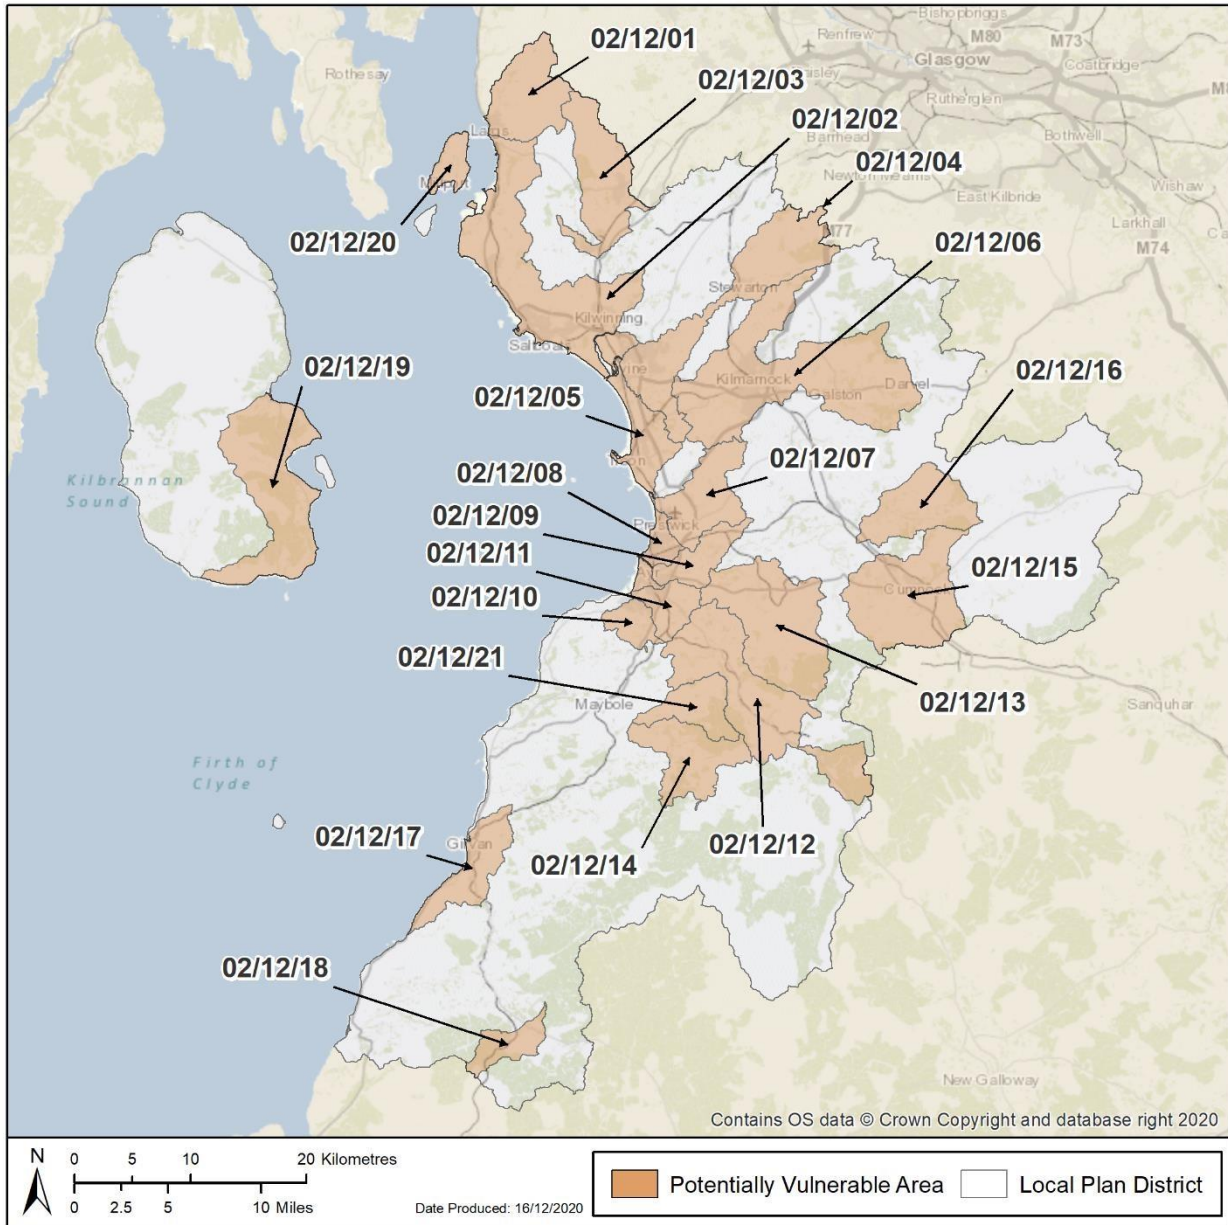 Bishopbriggs
Renfrew
M80
M73
Glasgow
Coatbridge
Rutherglen
Bothwell
Barrhead
Newton Mearns
East Kilbride
Wishaw
Larkhall
M74
M77
Rothesay
Largs
02/12/01
02/12/03
02/12/02
02/12/04
02/12/20
02/12/06
Stewarton
Kilwinning
02/12/19
Kilmarnock
Galston
Darvel
02/12/16
02/12/05
02/12/07
02/12/08
Kilbrannan
Sound
Prestwick
02/12/09
02/12/11
02/12/15
02/12/10
02/12/21
Maybole
02/12/13
Sanquhar
Firth of
Clyde
02/12/17
Girvan
02/12/14
02/12/12
02/12/18
New Galloway
Contains OS data © Crown Copyright and database right 2020
N
0 5 10 20 Kilometres
0 2.5 5 10 Miles
Date Produced: 16/12/2020
Potentially Vulnerable Area
Local Plan District